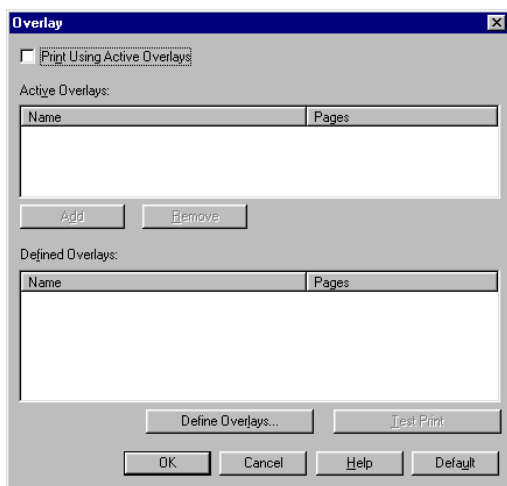 Overlay
Print Using Active Overlays
Active Overlays:
Name Pages
Add Remove
Defined Overlays:
Name Pages
Define Overlays... Test Print
OK Cancel Help Default